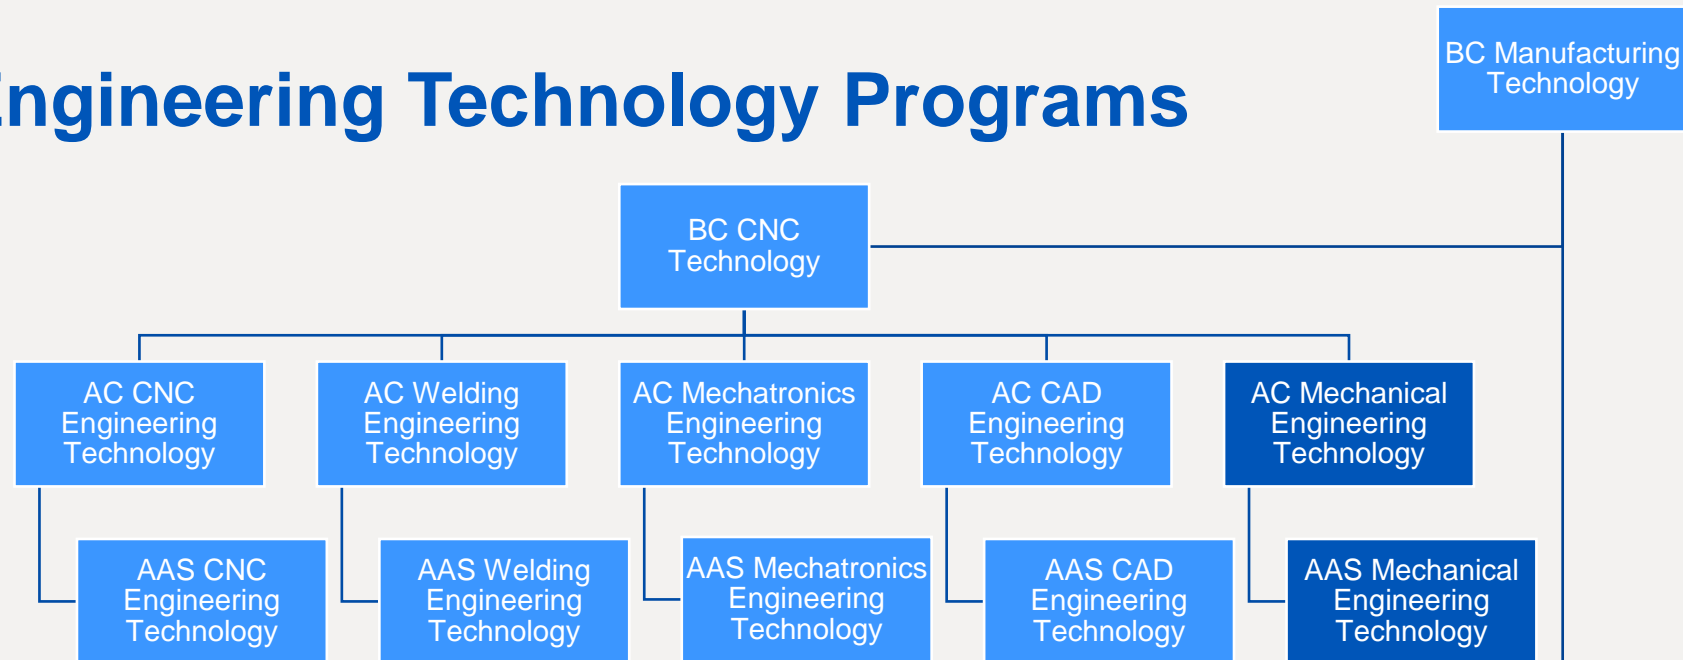 BC Manufacturing
Technology
Engineering Technology Programs
BC CNC
Technology
AC CNC
Engineering
Technology
AC Welding
Engineering
Technology
AC Mechatronics
Engineering
Technology
AC CAD
Engineering
Technology
AC Mechanical
Engineering
Technology
AAS CNC
Engineering
Technology
AAS Welding
Engineering
Technology
AAS Mechatronics
Engineering
Technology
AAS CAD
Engineering
Technology
AAS Mechanical
Engineering
Technology